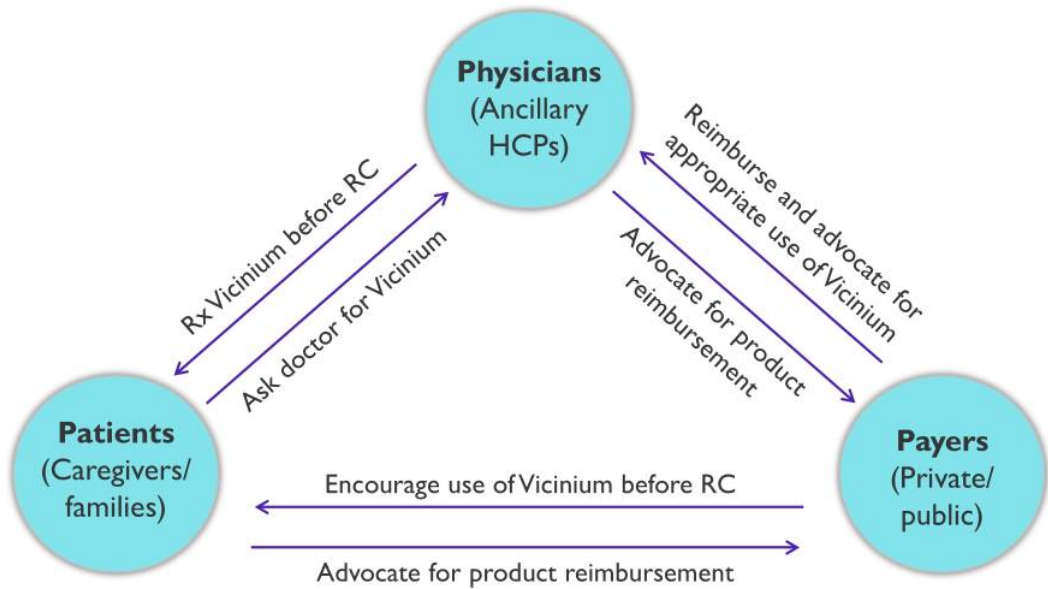 Physicians
(Ancillary
HCPs)
Rx Vicinium before RC
Ask doctor for Vicinium
Reimburse and advocate for
appropriate use of Vicinium
Advocate for product
reimbursement
Patients
(Caregivers/
families)
Encourage use of Vicinium before RC
Advocate for product reimbursement
Payers
(Private/
public)